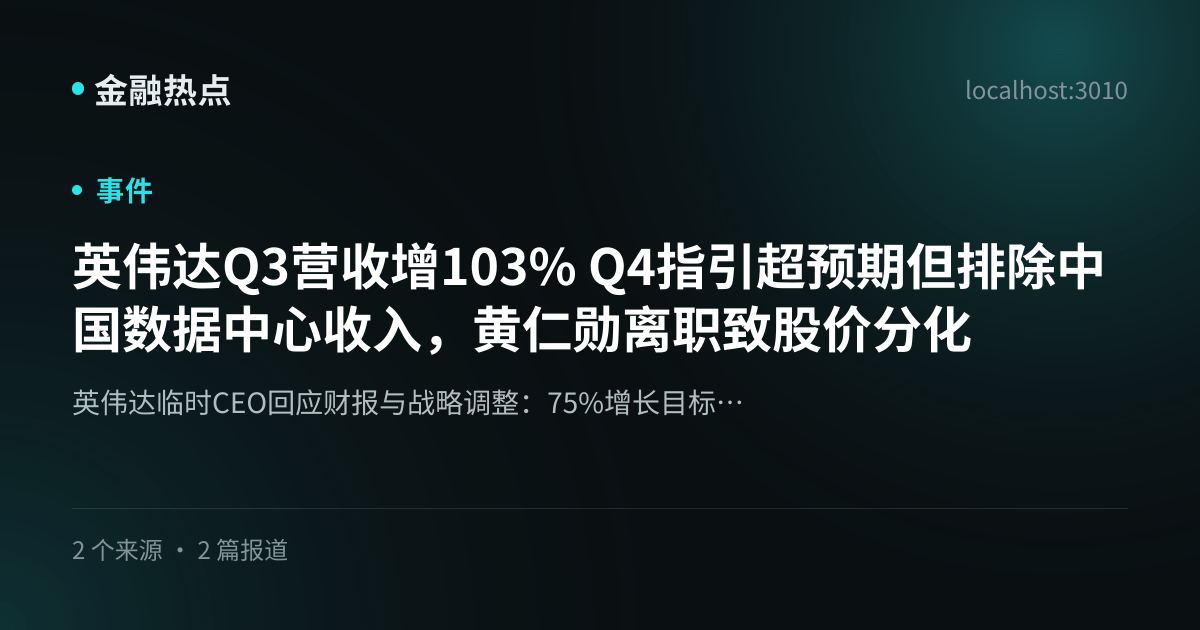 金融热点
localhost:3010
事件
英伟达Q3营收增103% Q4指引超预期但排除中
国数据中心收入，黄仁勋离职致股价分化
英伟达临时CEO回应财报与战略调整：75%增长目标…
2 个来源 · 2 篇报道